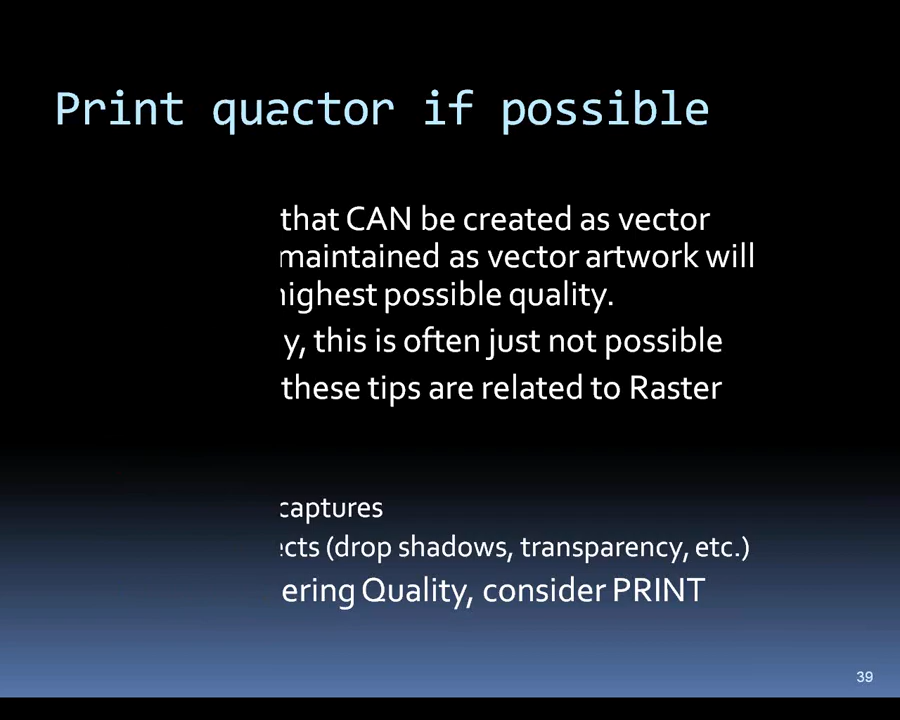 Print quactor if possible
that CAN be created as vector
maintained as vector artwork will
highest possible quality.
y, this is often just not possible
these tips are related to Raster
captures
ects (drop shadows, transparency, etc.)
ering Quality, consider PRINT
39